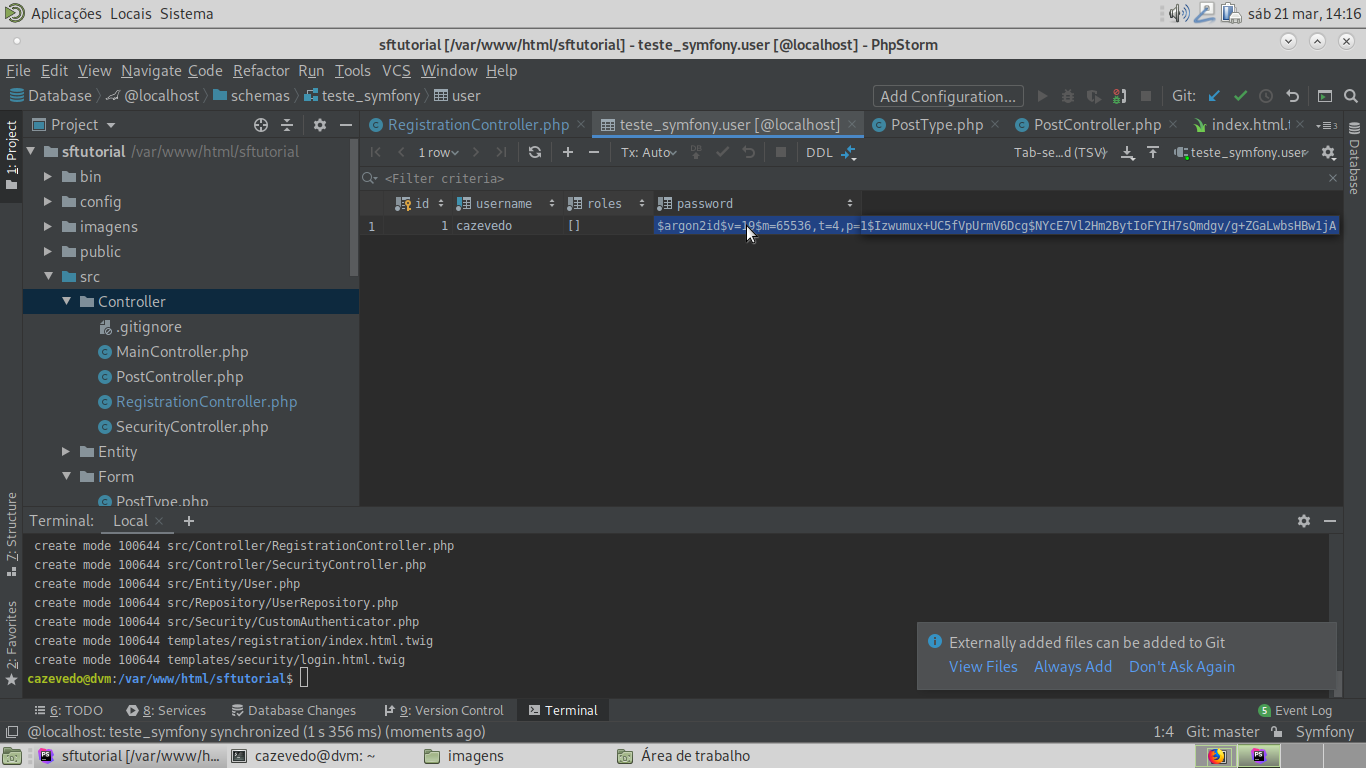 Aplicações Locais Sistema sáb 21 mar, 14:16
sftutorial [/var/www/html/sftutorial] - teste_symfony.user [@localhost] - PhpStorm
File Edit View Navigate Code Refactor Run Tools VCS Window Help
Database @localhost schemas teste_symfony user Add Configuration... Git:
1: Project
Project
RegistrationController.php teste_symfony.user [@localhost] PostType.php PostController.php index.html.t 3
Database
sftutorial /var/www/html/sftutorial
1 row Tx: Auto DB DDL Tab-se...d (TSV) teste_symfony.user
bin
<Filter criteria>
config
id username roles password
imagens
1 1 cazevedo [] $argon2id$v=19$m=65536,t=4,p=1$Izwumux+UC5fVpUrmV6Dcg$NYcE7Vl2Hm2BytIoFYIH7sQmdgv/g+ZGaLwbsHBw1jA
public
src
Controller
.gitignore
MainController.php
PostController.php
RegistrationController.php
SecurityController.php
Entity
Form
PostType.php
7: Structure
2: Favorites
Terminal: Local
create mode 100644 src/Controller/RegistrationController.php
create mode 100644 src/Controller/SecurityController.php
create mode 100644 src/Entity/User.php
create mode 100644 src/Repository/UserRepository.php
create mode 100644 src/Security/CustomAuthenticator.php
create mode 100644 templates/registration/index.html.twig
create mode 100644 templates/security/login.html.twig
cazevedo@dvm:/var/www/html/sftutorial$
Externally added files can be added to Git
View Files Always Add Don't Ask Again
6: TODO 8: Services Database Changes 9: Version Control Terminal 5 Event Log
@localhost: teste_symfony synchronized (1 s 356 ms) (moments ago) 1:4 Git: master Symfony
sftutorial [/var/www/h... cazevedo@dvm: ~ imagens Área de trabalho